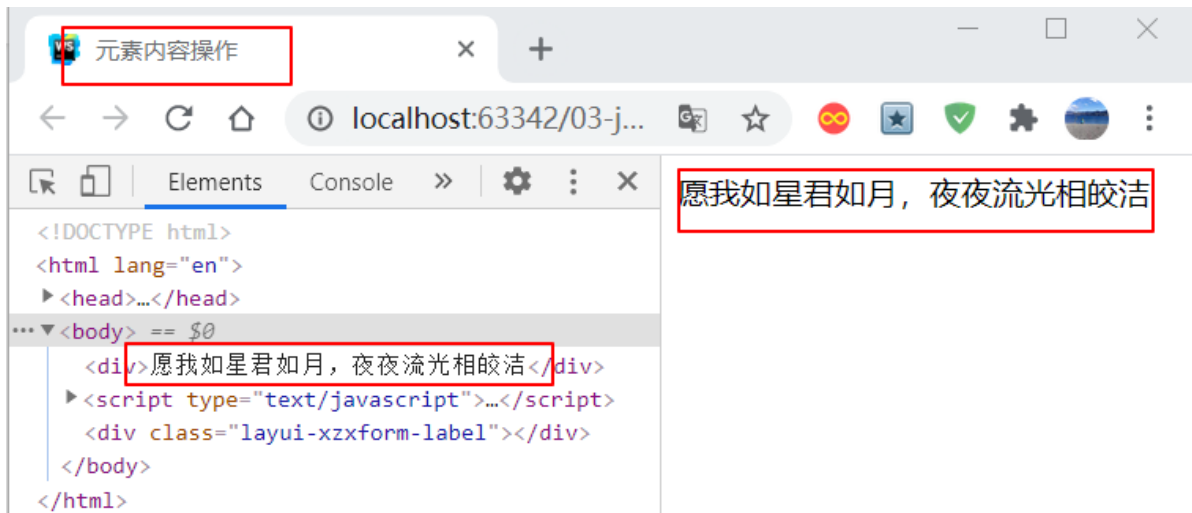 元素内容操作
localhost:63342/03-j...
Elements Console »
愿我如星君如月，夜夜流光相皎洁
<!DOCTYPE html>
<html lang="en">
<head>…</head>
<body> == $0
<div>愿我如星君如月，夜夜流光相皎洁</div>
<script type="text/javascript">…</script>
<div class="layui-xzxform-label"></div>
</body>
</html>